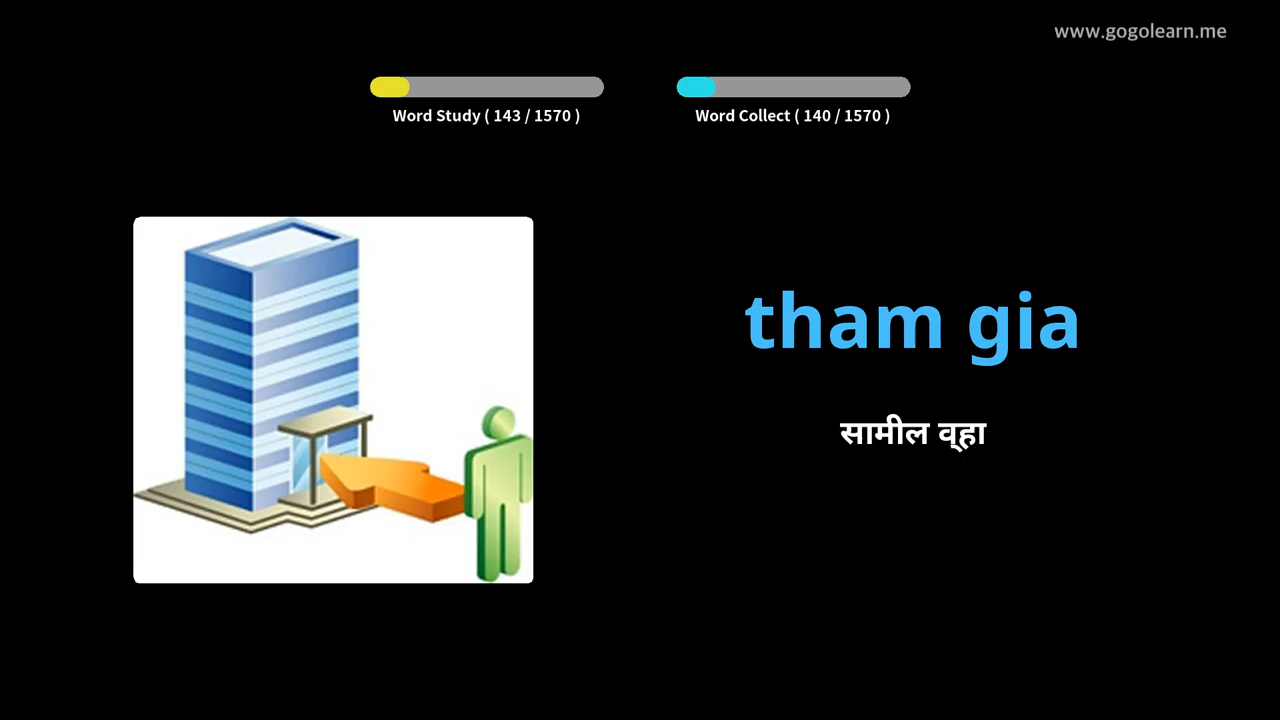 www.gogolearn.me
Word Study ( 143 / 1570 )
Word Collect ( 140 / 1570 )
tham gia
सामील व्हा